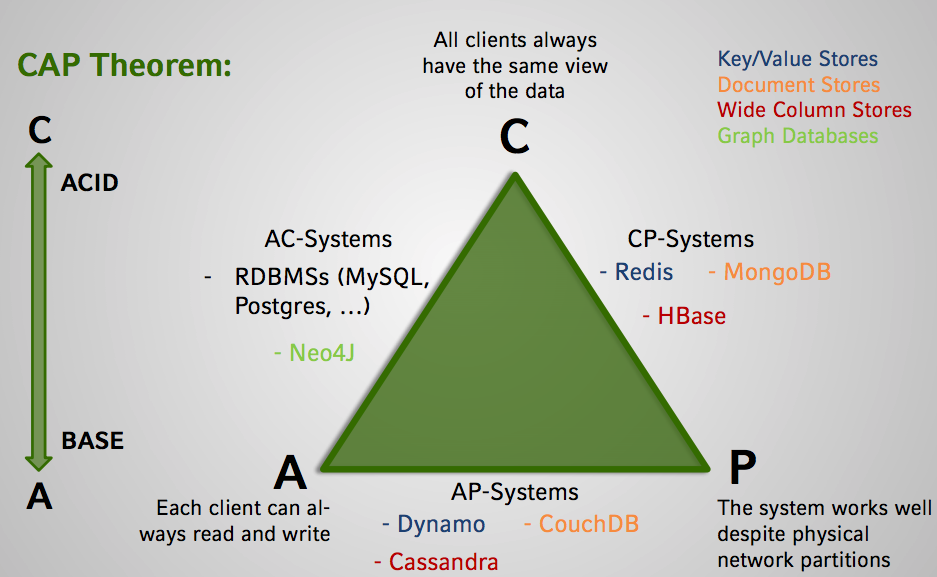 CAP Theorem:
All clients always
have the same view
of the data
Key/Value Stores
Document Stores
Wide Column Stores
Graph Databases
C
ACID
BASE
A
C
AC-Systems
- RDBMSs (MySQL,
Postgres, ...)
- Neo4J
CP-Systems
- Redis - MongoDB
- HBase
A
Each client can al-
ways read and write
AP-Systems
- Dynamo - CouchDB
- Cassandra
P
The system works well
despite physical
network partitions